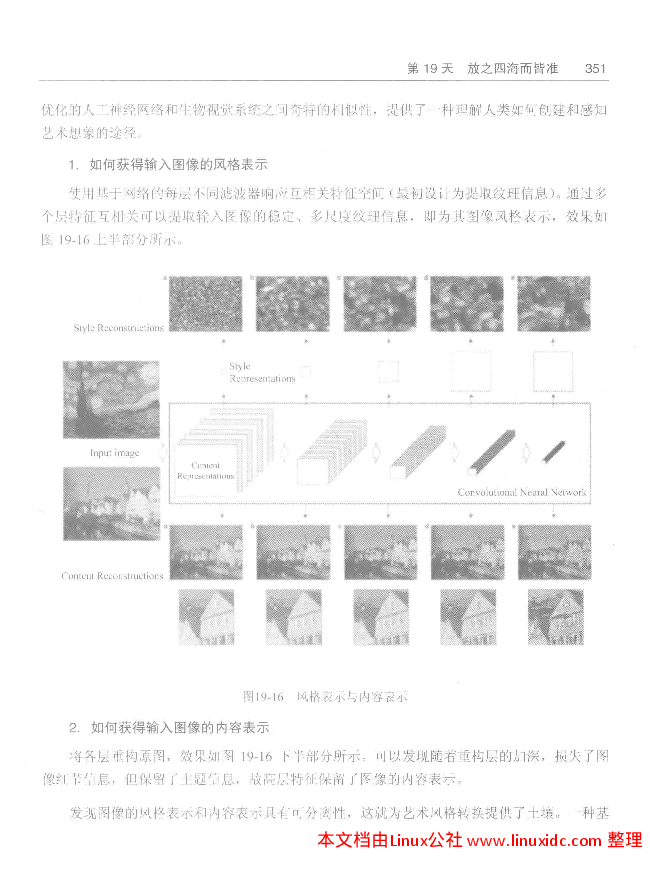 第 19 天　放之四海而皆准　　351
优化的人工神经网络和生物视觉系统之间奇特的相似性，提供了一种理解人类如何创建和感知
艺术想象的途径。
1. 如何获得输入图像的风格表示
使用基于网络的每层不同滤波器响应互相关特征空间（最初设计为提取纹理信息）。通过多
个层特征互相关可以提取输入图像的稳定、多尺度纹理信息，即为其图像风格表示，效果如
图 19-16 上半部分所示。
a b c d e
Style Reconstructions
Style
Representations
Input image
Content
Representations
Convolutional Neural Network
a b c d e
Content Reconstructions
图19-16　风格表示与内容表示
2. 如何获得输入图像的内容表示
将各层重构原图，效果如图 19-16 下半部分所示。可以发现随着重构层的加深，损失了图
像细节信息，但保留了主题信息，故高层特征保留了图像的内容表示。
发现图像的风格表示和内容表示具有可分离性，这就为艺术风格转换提供了土壤。一种基
本文档由Linux公社 www.linuxidc.com 整理